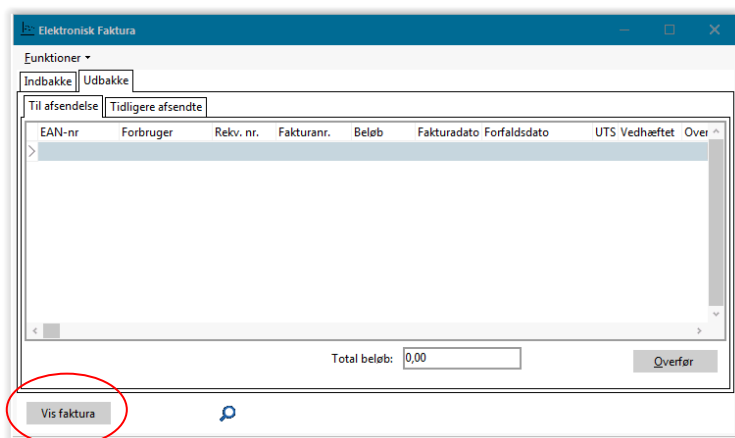 Elektronisk Faktura
Funktioner
Indbakke Udbakke
Til afsendelse Tidligere afsendte
EAN-nr Forbruger Rekv. nr. Fakturanr. Beløb Fakturadato Forfaldsdato UTS Vedhæftet Over
Total beløb: 0,00
Overfør
Vis faktura